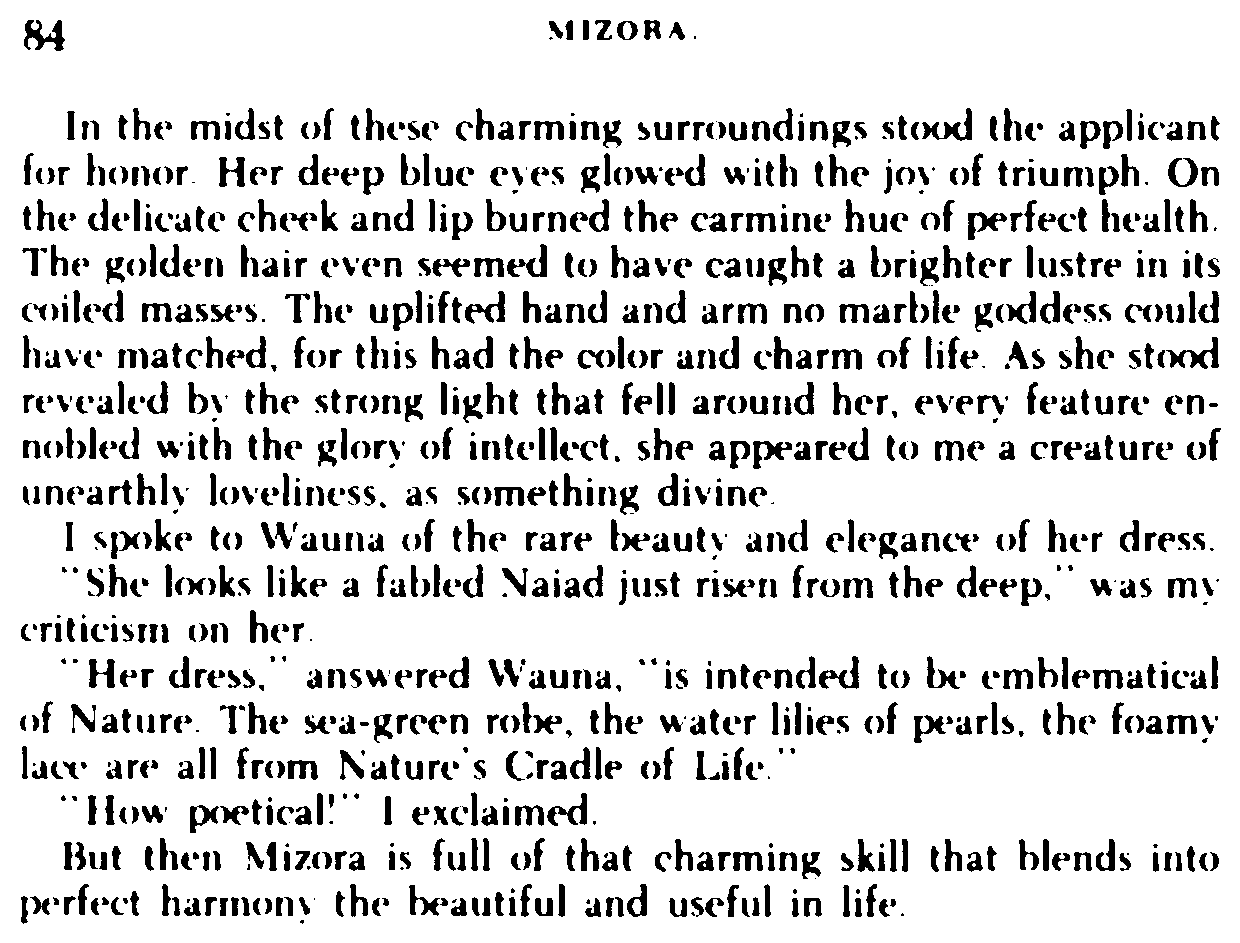 84 MIZORA.
In the midst of these charming surroundings stood the applicant
for honor. Her deep blue eyes glowed with the joy of triumph. On
the delicate cheek and lip burned the carmine hue of perfect health.
The golden hair even seemed to have caught a brighter lustre in its
coiled masses. The uplifted hand and arm no marble goddess could
have matched, for this had the color and charm of life. As she stood
revealed by the strong light that fell around her, every feature en-
nobled with the glory of intellect, she appeared to me a creature of
unearthly loveliness, as something divine.
I spoke to Wauna of the rare beauty and elegance of her dress.
"She looks like a fabled Naiad just risen from the deep," was my
criticism on her.
"Her dress," answered Wauna, "is intended to be emblematical
of Nature. The sea-green robe, the water lilies of pearls, the foamy
lace are all from Nature's Cradle of Life."
"How poetical!" I exclaimed.
But then Mizora is full of that charming skill that blends into
perfect harmony the beautiful and useful in life.